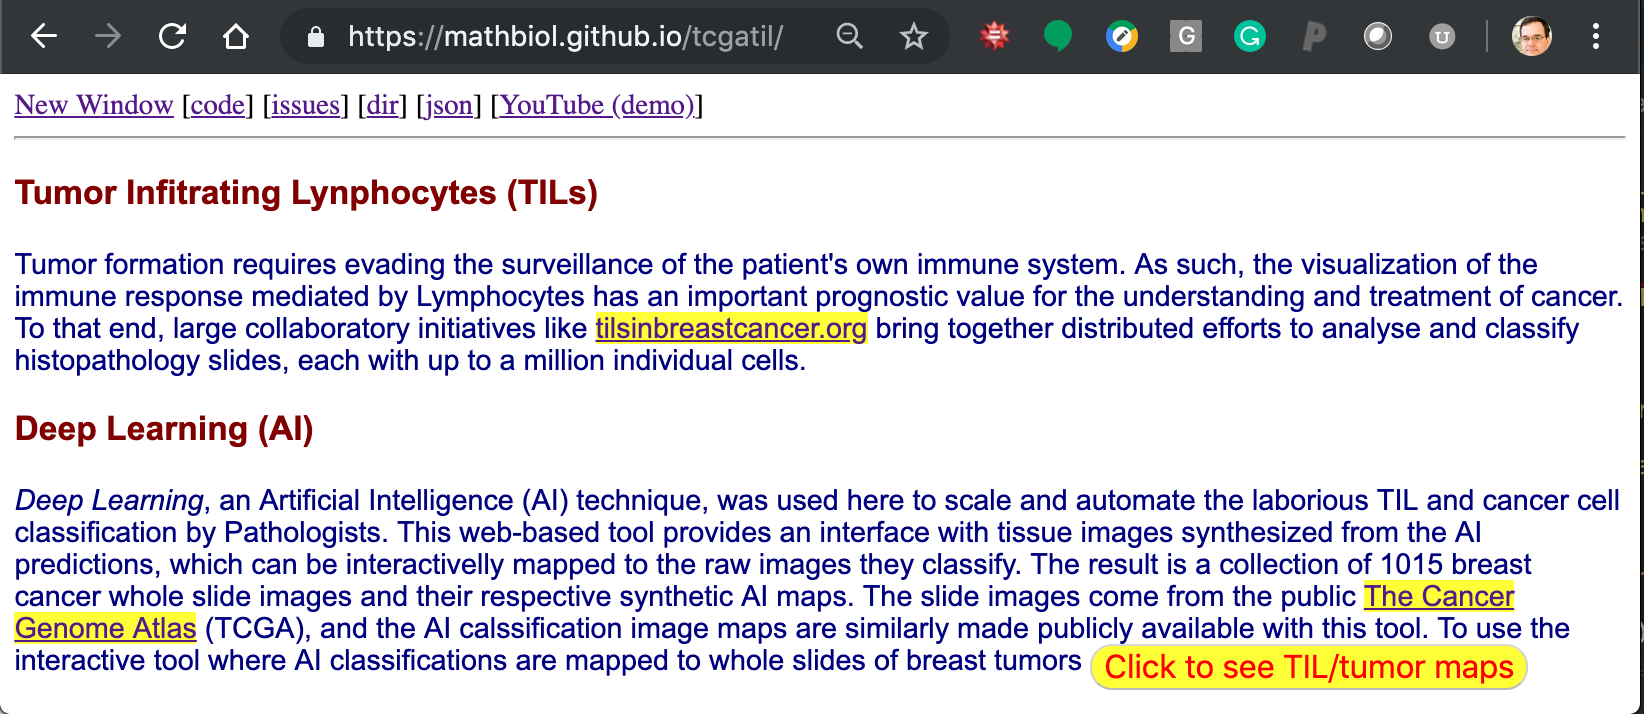 https://mathbiol.github.io/tcgatil/
G
G
P
U
New Window [code] [issues] [dir] [json] [YouTube (demo)]
Tumor Infitrating Lynphocytes (TILs)
Tumor formation requires evading the surveillance of the patient's own immune system. As such, the visualization of the
immune response mediated by Lymphocytes has an important prognostic value for the understanding and treatment of cancer.
To that end, large collaboratory initiatives like tilsinbreastcancer.org bring together distributed efforts to analyse and classify
histopathology slides, each with up to a million individual cells.
Deep Learning (AI)
Deep Learning, an Artificial Intelligence (AI) technique, was used here to scale and automate the laborious TIL and cancer cell
classification by Pathologists. This web-based tool provides an interface with tissue images synthesized from the AI
predictions, which can be interactivelly mapped to the raw images they classify. The result is a collection of 1015 breast
cancer whole slide images and their respective synthetic AI maps. The slide images come from the public The Cancer
Genome Atlas (TCGA), and the AI calssification image maps are similarly made publicly available with this tool. To use the
interactive tool where AI classifications are mapped to whole slides of breast tumors Click to see TIL/tumor maps